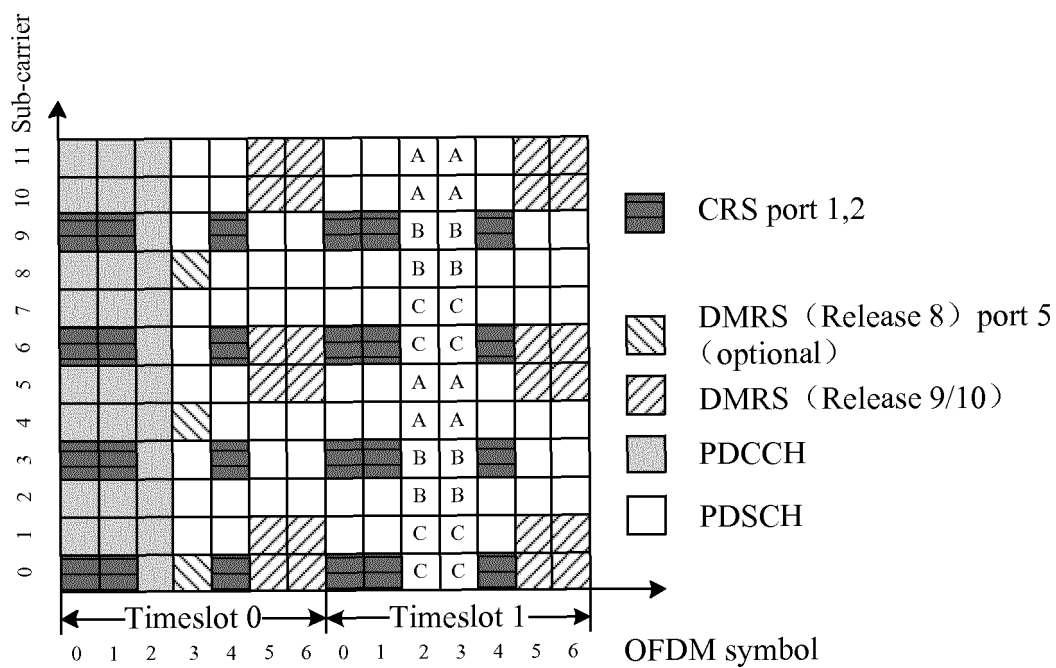 Sub-carrier
11 A A
10 A A
9 B B
8 B B
7 C C
6 C C
5 A A
4 A A
3 B B
2 B B
1 C C
0 C C
Timeslot 0 Timeslot 1
0 1 2 3 4 5 6 0 1 2 3 4 5 6 OFDM symbol
CRS port 1,2
DMRS（Release 8）port 5
（optional）
DMRS（Release 9/10）
PDCCH
PDSCH